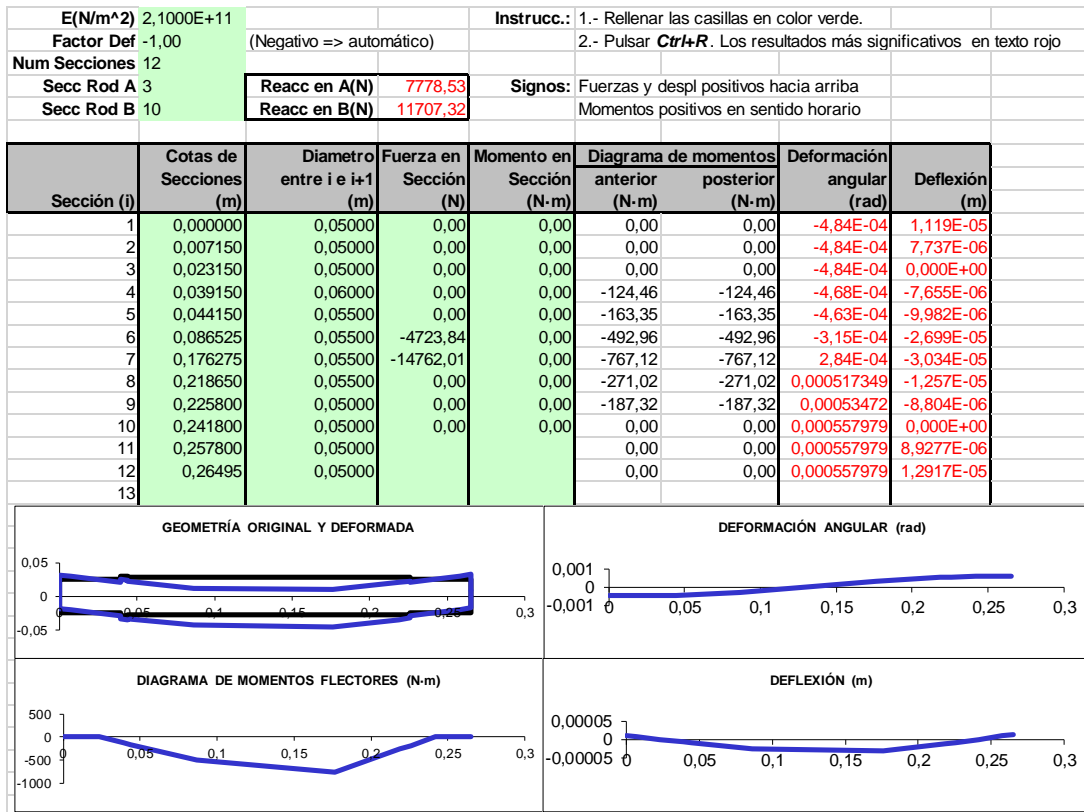 E(N/m^2) 2,1000E+11 Instrucc.: 1.- Rellenar las casillas en color verde.
Factor Def -1,00 (Negativo => automático) 2.- Pulsar Ctrl+R. Los resultados más significativos en texto rojo
Num Secciones 12
Secc Rod A 3 Reacc en A(N) 7778,53 Signos: Fuerzas y despl positivos hacia arriba
Secc Rod B 10 Reacc en B(N) 11707,32 Momentos positivos en sentido horario
Cotas de Diametro Fuerza en Momento en Diagrama de momentos Deformación
Secciones entre i e i+1 Sección Sección anterior posterior angular Deflexión
Sección (i) (m) (m) (N) (N·m) (N·m) (N·m) (rad) (m)
1 0,000000 0,05000 0,00 0,00 0,00 0,00 -4,84E-04 1,119E-05
2 0,007150 0,05000 0,00 0,00 0,00 0,00 -4,84E-04 7,737E-06
3 0,023150 0,05000 0,00 0,00 0,00 0,00 -4,84E-04 0,000E+00
4 0,039150 0,06000 0,00 0,00 -124,46 -124,46 -4,68E-04 -7,655E-06
5 0,044150 0,05500 0,00 0,00 -163,35 -163,35 -4,63E-04 -9,982E-06
6 0,086525 0,05500 -4723,84 0,00 -492,96 -492,96 -3,15E-04 -2,699E-05
7 0,176275 0,05500 -14762,01 0,00 -767,12 -767,12 2,84E-04 -3,034E-05
8 0,218650 0,05500 0,00 0,00 -271,02 -271,02 0,000517349 -1,257E-05
9 0,225800 0,05000 0,00 0,00 -187,32 -187,32 0,00053472 -8,804E-06
10 0,241800 0,05000 0,00 0,00 0,00 0,00 0,000557979 0,000E+00
11 0,257800 0,05000 0,00 0,00 0,000557979 8,9277E-06
12 0,26495 0,05000 0,00 0,00 0,000557979 1,2917E-05
13
GEOMETRÍA ORIGINAL Y DEFORMADA
0,05
0
-0,05
0 0,05 0,1 0,15 0,2 0,25 0,3
DEFORMACIÓN ANGULAR (rad)
0,001
0
-0,001
0 0,05 0,1 0,15 0,2 0,25 0,3
DIAGRAMA DE MOMENTOS FLECTORES (N·m)
500
0
-500
-1000
0 0,05 0,1 0,15 0,2 0,25 0,3
DEFLEXIÓN (m)
0,00005
0
-0,00005
0 0,05 0,1 0,15 0,2 0,25 0,3